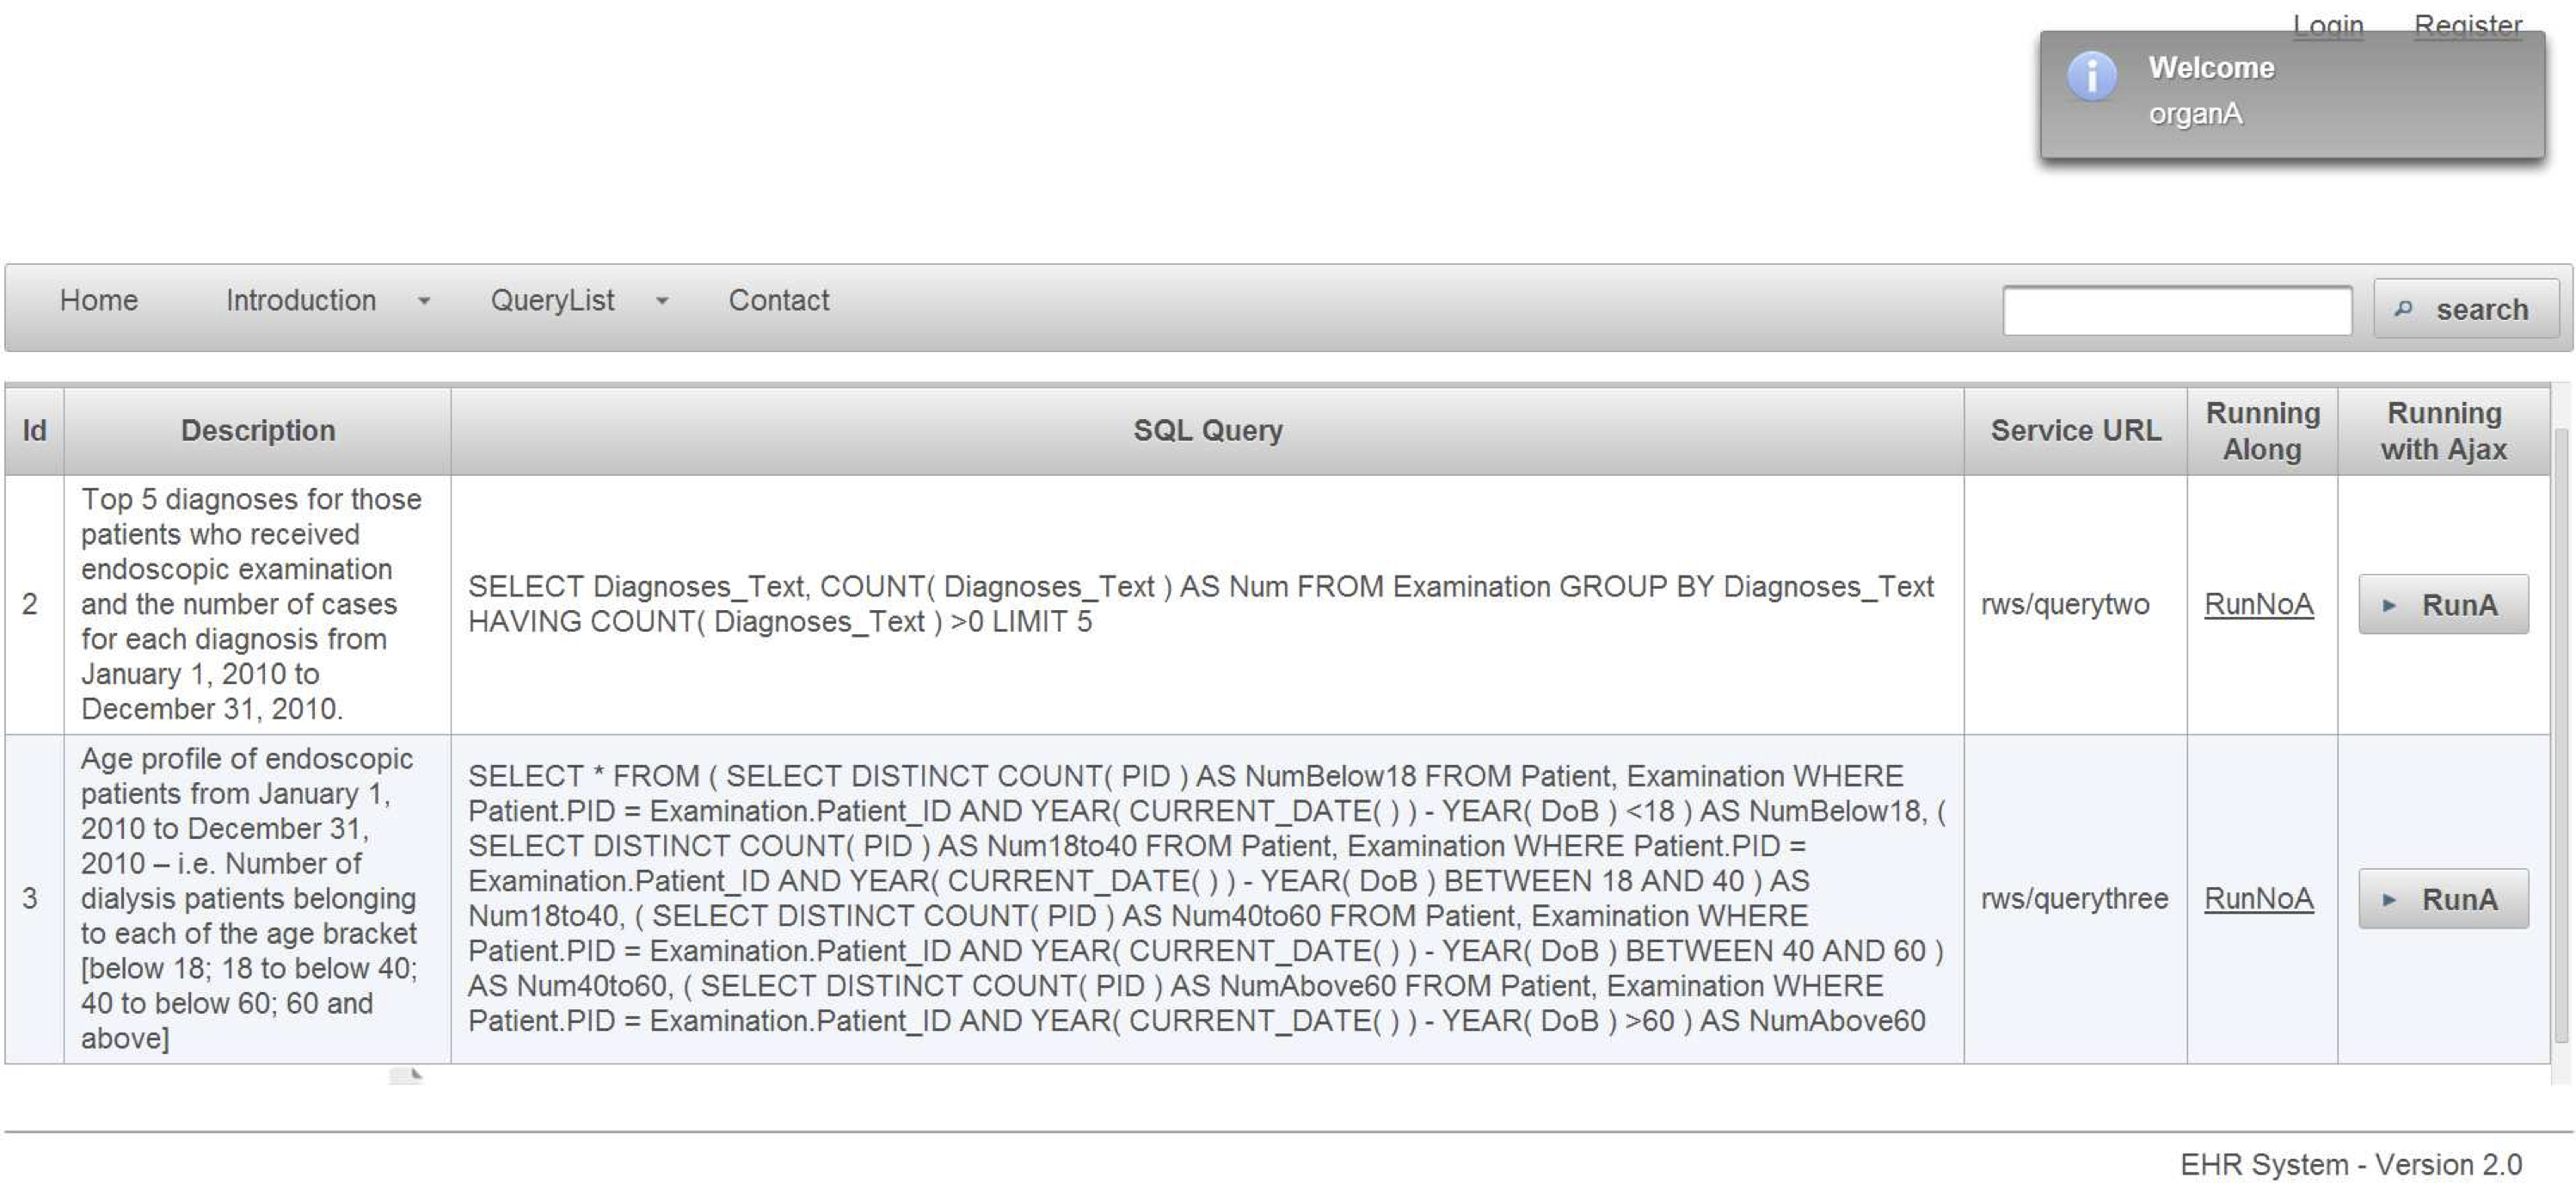 Login Register
Welcome
organA
Home Introduction QueryList Contact search
Id Description SQL Query Service URL Running Along Running with Ajax
2
Top 5 diagnoses for those
patients who received
endoscopic examination
and the number of cases
for each diagnosis from
January 1, 2010 to
December 31, 2010.
SELECT Diagnoses_Text, COUNT( Diagnoses_Text ) AS Num FROM Examination GROUP BY Diagnoses_Text
HAVING COUNT( Diagnoses_Text ) >0 LIMIT 5
rws/querytwo
RunNoA
RunA
3
Age profile of endoscopic
patients from January 1,
2010 to December 31,
2010 – i.e. Number of
dialysis patients belonging
to each of the age bracket
[below 18; 18 to below 40;
40 to below 60; 60 and
above]
SELECT * FROM ( SELECT DISTINCT COUNT( PID ) AS NumBelow18 FROM Patient, Examination WHERE
Patient.PID = Examination.Patient_ID AND YEAR( CURRENT_DATE( ) ) - YEAR( DoB ) <18 ) AS NumBelow18, (
SELECT DISTINCT COUNT( PID ) AS Num18to40 FROM Patient, Examination WHERE Patient.PID =
Examination.Patient_ID AND YEAR( CURRENT_DATE( ) ) - YEAR( DoB ) BETWEEN 18 AND 40 ) AS
Num18to40, ( SELECT DISTINCT COUNT( PID ) AS Num40to60 FROM Patient, Examination WHERE
Patient.PID = Examination.Patient_ID AND YEAR( CURRENT_DATE( ) ) - YEAR( DoB ) BETWEEN 40 AND 60 )
AS Num40to60, ( SELECT DISTINCT COUNT( PID ) AS NumAbove60 FROM Patient, Examination WHERE
Patient.PID = Examination.Patient_ID AND YEAR( CURRENT_DATE( ) ) - YEAR( DoB ) >60 ) AS NumAbove60
rws/querythree
RunNoA
RunA
EHR System - Version 2.0